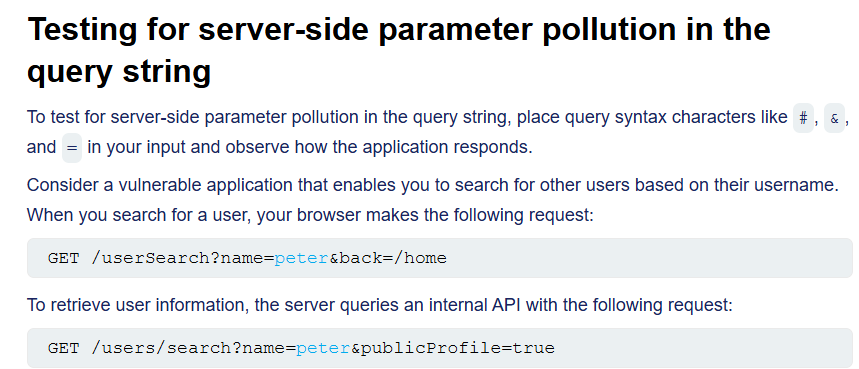 Testing for server-side parameter pollution in the
query string
To test for server-side parameter pollution in the query string, place query syntax characters like # , & ,
and = in your input and observe how the application responds.
Consider a vulnerable application that enables you to search for other users based on their username.
When you search for a user, your browser makes the following request:
GET /userSearch?name=peter&back=/home
To retrieve user information, the server queries an internal API with the following request:
GET /users/search?name=peter&publicProfile=true